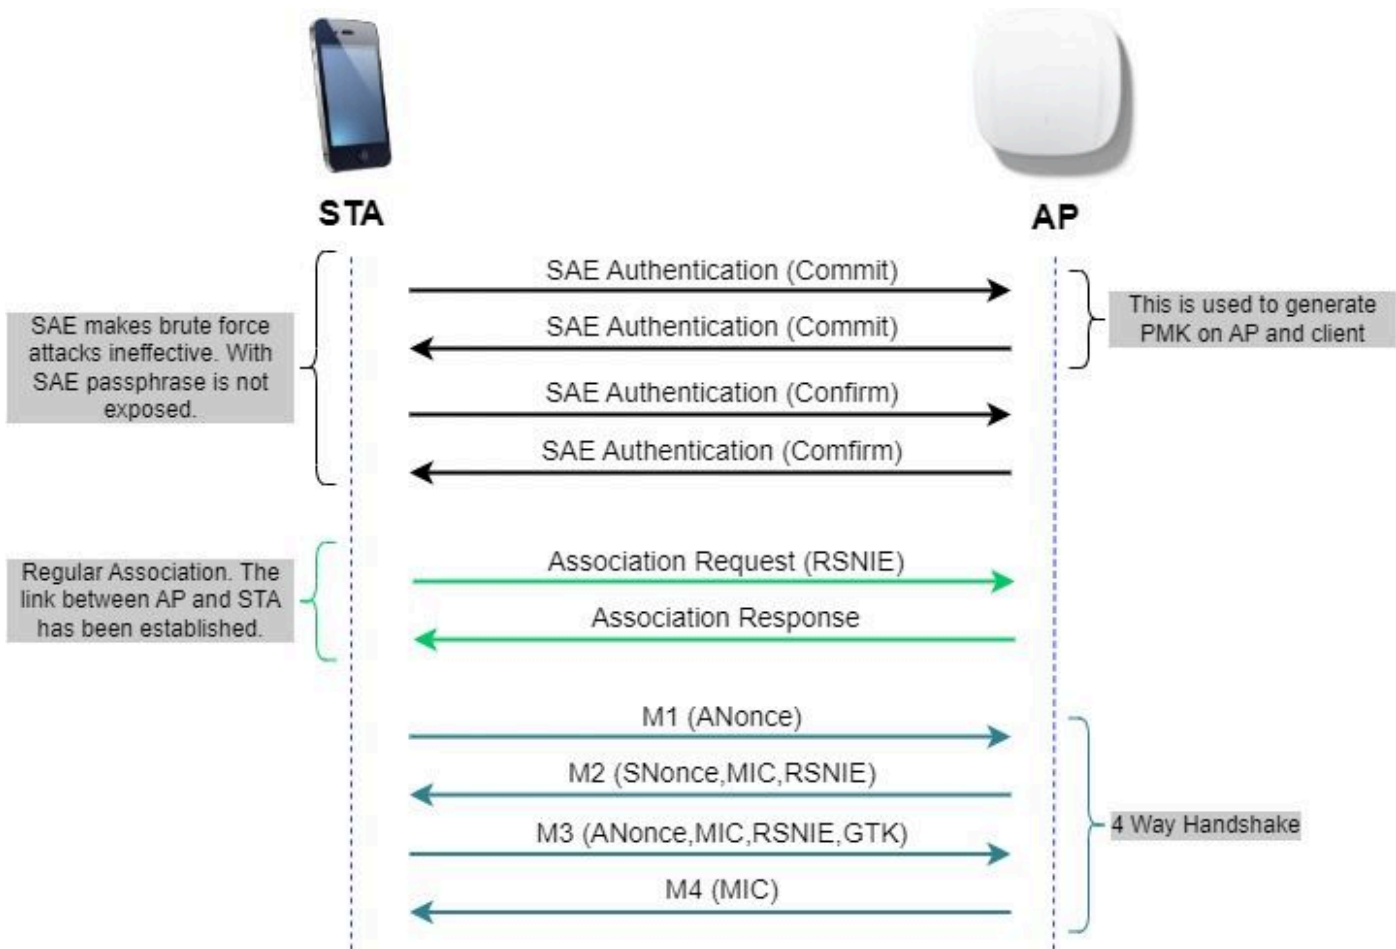 STA
AP
SAE Authentication (Commit)
SAE Authentication (Commit)
SAE Authentication (Confirm)
SAE Authentication (Comfirm)
SAE makes brute force
attacks ineffective. With
SAE passphrase is not
exposed.
This is used to generate
PMK on AP and client
Association Request (RSNIE)
Association Response
Regular Association. The
link between AP and STA
has been established.
M1 (ANonce)
M2 (SNonce,MIC,RSNIE)
M3 (ANonce,MIC,RSNIE,GTK)
M4 (MIC)
4 Way Handshake